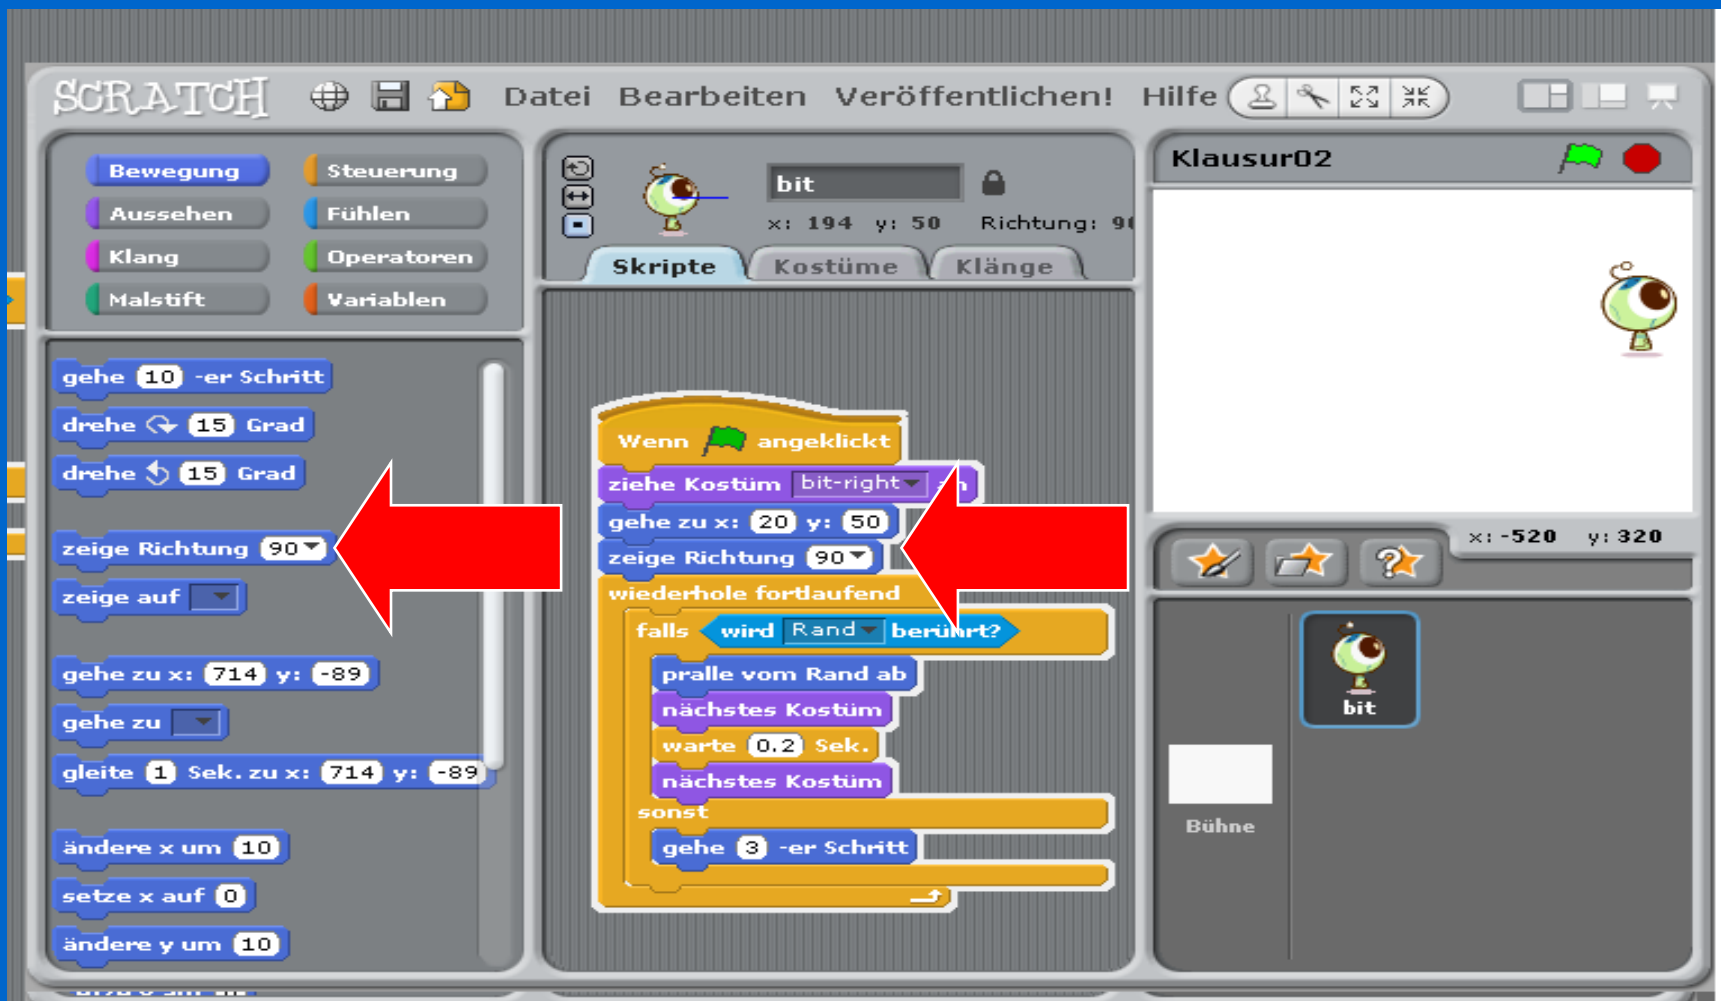 SCRATCH Datei Bearbeiten Veröffentlichen! Hilfe
Bewegung Steuerung
Aussehen Fühlen
Klang Operatoren
Malstift Variablen
gehe 10 -er Schritt
drehe 15 Grad
drehe 15 Grad
zeige Richtung 90
zeige auf
gehe zu x: 714 y: -89
gehe zu
gleite 1 Sek. zu x: 714 y: -89
ändere x um 10
setze x auf 0
ändere y um 10
bit
x: 194 y: 50 Richtung:
Skripte Kostüme Klänge
Wenn angeklickt
ziehe Kostüm bit-right
gehe zu x: 20 y: 50
zeige Richtung 90
wiederhole fortlaufend
falls wird Rand berührt?
pralle vom Rand ab
nächstes Kostüm
warte 0.2 Sek.
nächstes Kostüm
sonst
gehe 3 -er Schritt
Klausur02
x: -520 y: 320
bit
Bühne